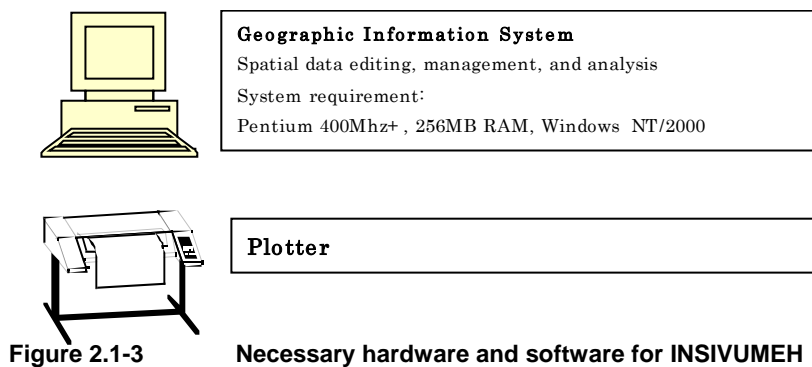 Geographic Information System
Spatial data editing, management, and analysis
System requirement:
Pentium 400Mhz+ , 256MB RAM, Windows NT/2000
Plotter
Figure 2.1-3 Necessary hardware and software for INSIVUMEH